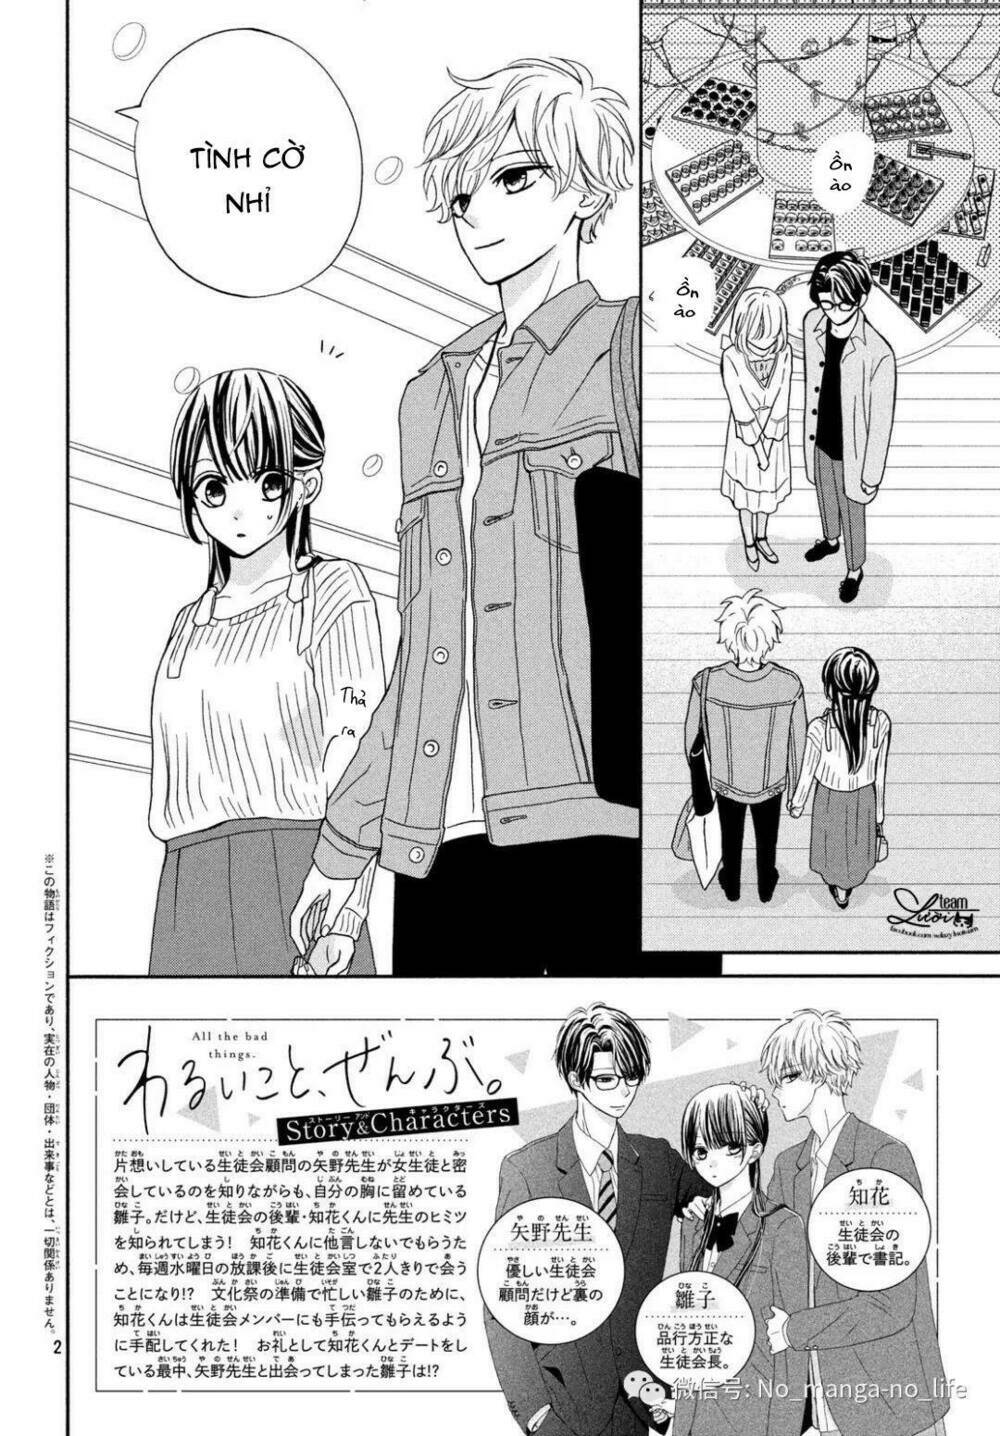 TÌNH CỜ
NHỈ
Ồn
ào
Ồn
ào
Thả
ra
team
Lười
※この物語はフィクションであり、実在の人物・団体・出来事などとは、一切関係ありません。
2
All the bad
things.
わるいこと、ぜんぶ。
ストーリー アンド キャラクターズ
Story&Characters
片想いしている生徒会顧問の矢野先生が女生徒と密
会しているのを知りながらも、自分の胸に留めている
雛子。だけど、生徒会の後輩・知花くんに先生のヒミツ
を知られてしまう! 知花くんに他言しないでもらうた
め、毎週水曜日の放課後に生徒会室で2人きりで会う
ことになり!? 文化祭の準備で忙しい雛子のために、
知花くんは生徒会メンバーにも手伝ってもらえるよう
に手配してくれた! お礼として知花くんとデートをし
ている最中、矢野先生と出会ってしまった雛子は!?
矢野先生
優しい生徒会
顧問だけど裏の
顔が…。
雛子
品行方正な
生徒会長。
知花
生徒会の
後輩で書記。
微信号: No_manga-no_life